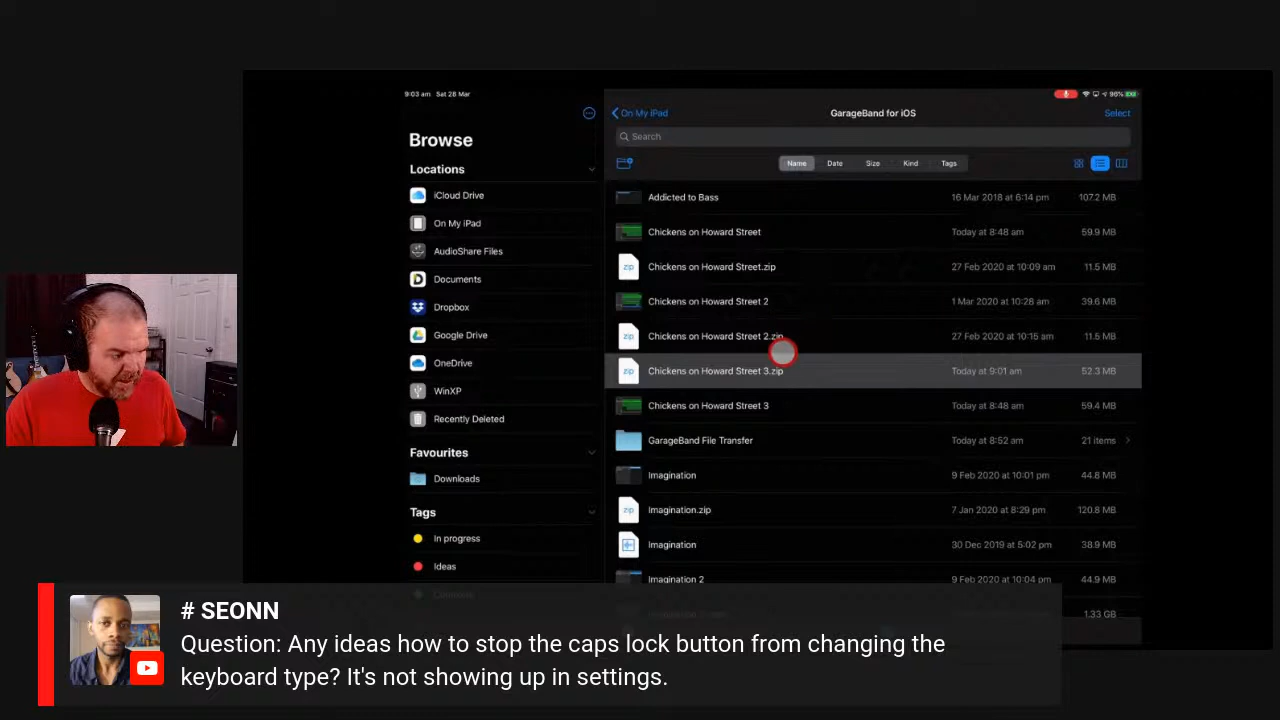 9:03 am Sat 28 Mar
96%
Browse
On My iPad
GarageBand for iOS
Select
Search
Locations
Name Date Size Kind Tags
iCloud Drive
On My iPad
AudioShare Files
Documents
Dropbox
Google Drive
OneDrive
WinXP
Recently Deleted
Favourites
Downloads
Tags
In progress
Ideas
Addicted to Bass 16 Mar 2018 at 6:14 pm 107.2 MB
Chickens on Howard Street Today at 8:48 am 59.9 MB
zip Chickens on Howard Street.zip 27 Feb 2020 at 10:09 am 11.5 MB
Chickens on Howard Street 2 1 Mar 2020 at 10:28 am 39.6 MB
zip Chickens on Howard Street 2.zip 27 Feb 2020 at 10:15 am 11.5 MB
zip Chickens on Howard Street 3.zip Today at 9:01 am 52.3 MB
Chickens on Howard Street 3 Today at 8:48 am 59.4 MB
GarageBand File Transfer Today at 8:52 am 21 items
Imagination 9 Feb 2020 at 10:01 pm 44.8 MB
zip Imagination.zip 7 Jan 2020 at 8:29 pm 120.8 MB
Imagination 30 Dec 2019 at 5:02 pm 38.9 MB
Imagination 2 9 Feb 2020 at 10:04 pm 44.9 MB
1.33 GB
# SEONN
Question: Any ideas how to stop the caps lock button from changing the
keyboard type? It's not showing up in settings.